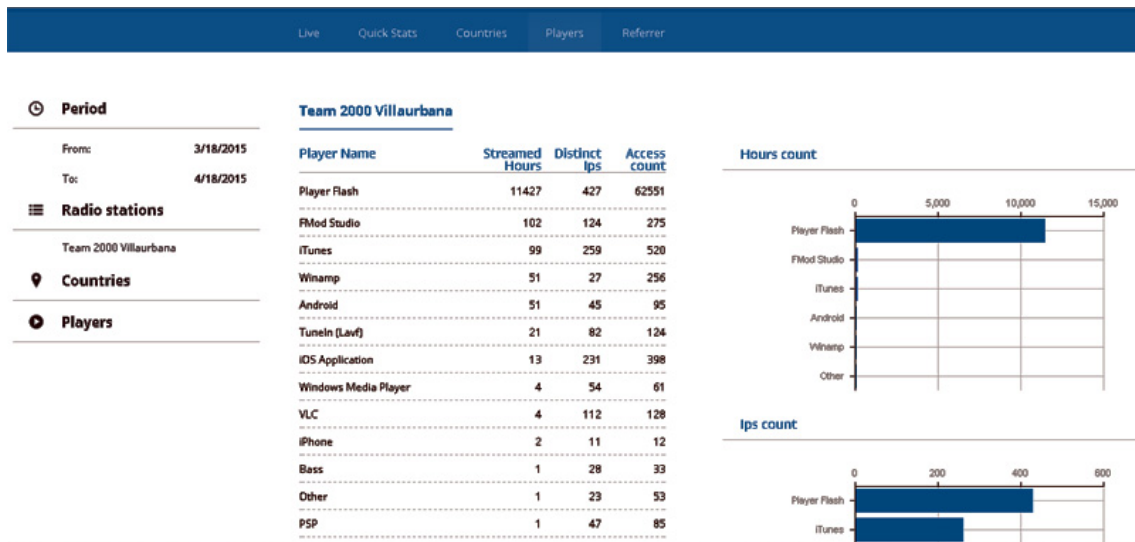 Live Quick Stats Countries Players Referrer
Period
From: 3/18/2015
To: 4/18/2015
Radio stations
Team 2000 Villaurbana
Countries
Players
Team 2000 Villaurbana
Player Name Streamed Hours Distinct Ips Access count
Player Flash 11427 427 62551
FMod Studio 102 124 275
iTunes 99 259 520
Winamp 51 27 256
Android 51 45 95
TuneIn (Lavf) 21 82 124
iOS Application 13 231 398
Windows Media Player 4 54 61
VLC 4 112 128
iPhone 2 11 12
Bass 1 28 33
Other 1 23 53
PSP 1 47 85
Hours count
0 5,000 10,000 15,000
Player Flash
FMod Studio
iTunes
Android
Winamp
Other
Ips count
0 200 400 600
Player Flash
iTunes